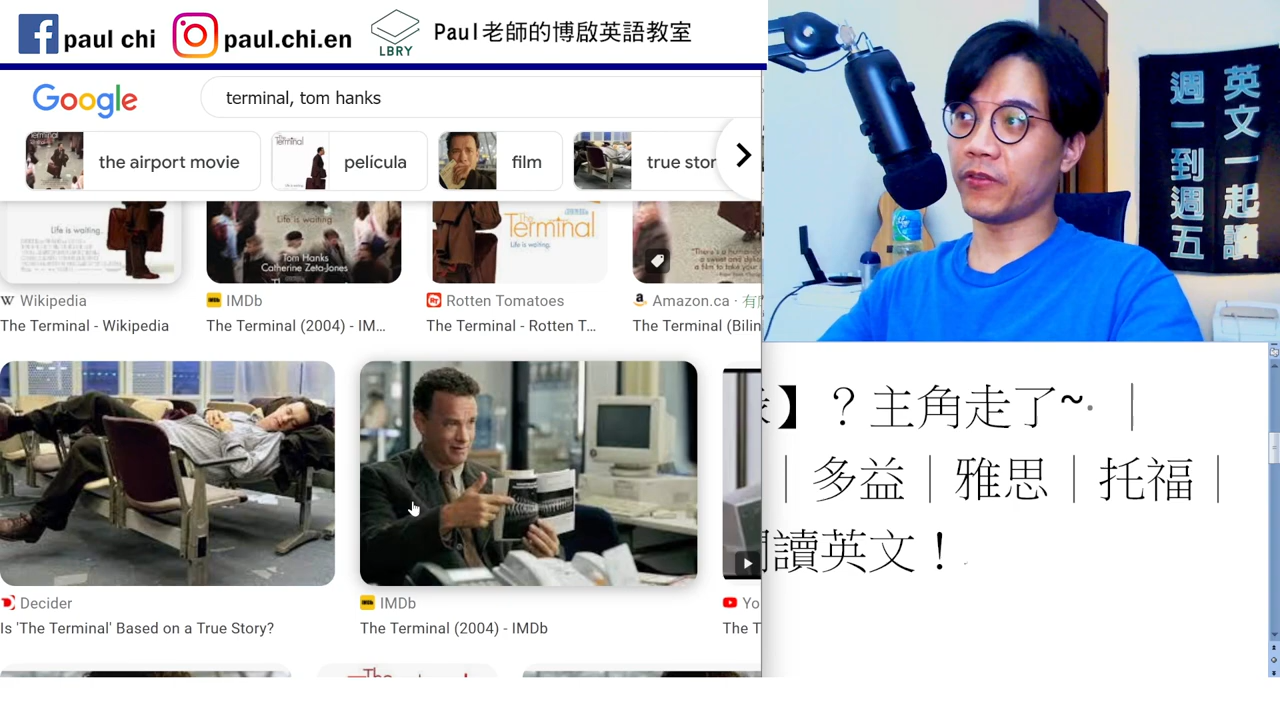 paul chi
paul.chi.en
LBRY
Paul老師的博啟英語教室
Google
terminal, tom hanks
the airport movie
película
film
true stor
Life is waiting.
Life is waiting.
Tom Hanks
Catherine Zeta-Jones
The
Terminal
Life is waiting.
Wikipedia
The Terminal - Wikipedia
IMDb
The Terminal (2004) - IM...
Rotten Tomatoes
The Terminal - Rotten T...
Amazon.ca · 有
The Terminal (Bilin
Decider
Is 'The Terminal' Based on a True Story?
IMDb
The Terminal (2004) - IMDb
Yo
The T
The
英文一起讀
週一到週五
】？主角走了~ ｜
｜多益｜雅思｜托福｜
讀英文！